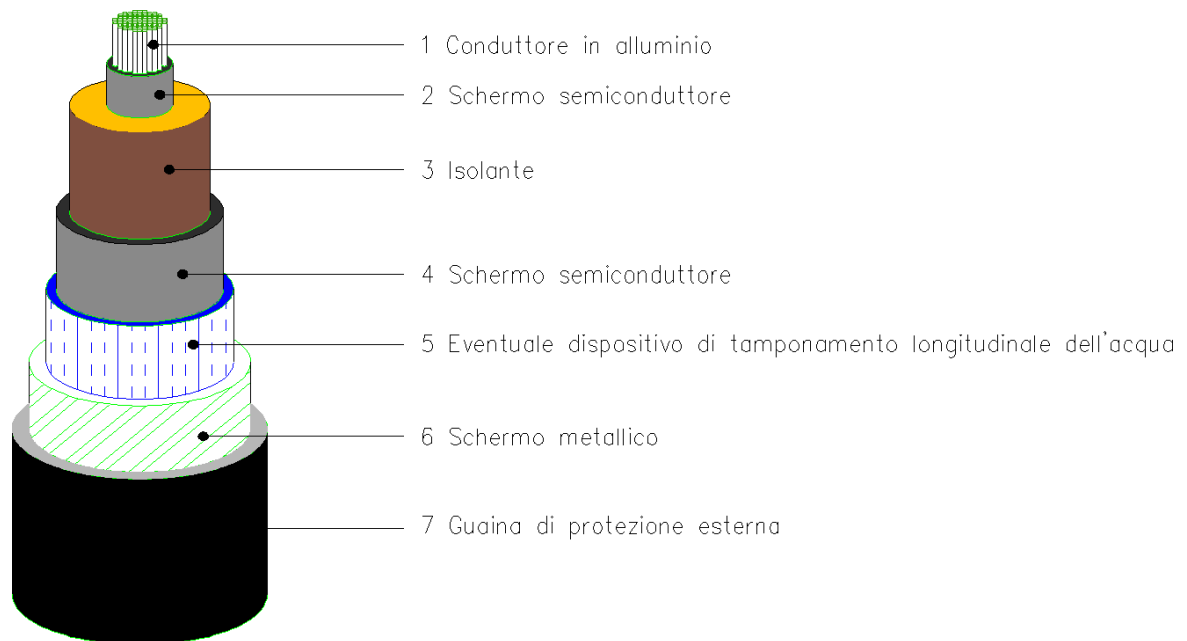 1 Conduttore in alluminio
2 Schermo semiconduttore
3 Isolante
4 Schermo semiconduttore
5 Eventuale dispositivo di tamponamento longitudinale dell'acqua
6 Schermo metallico
7 Guaina di protezione esterna